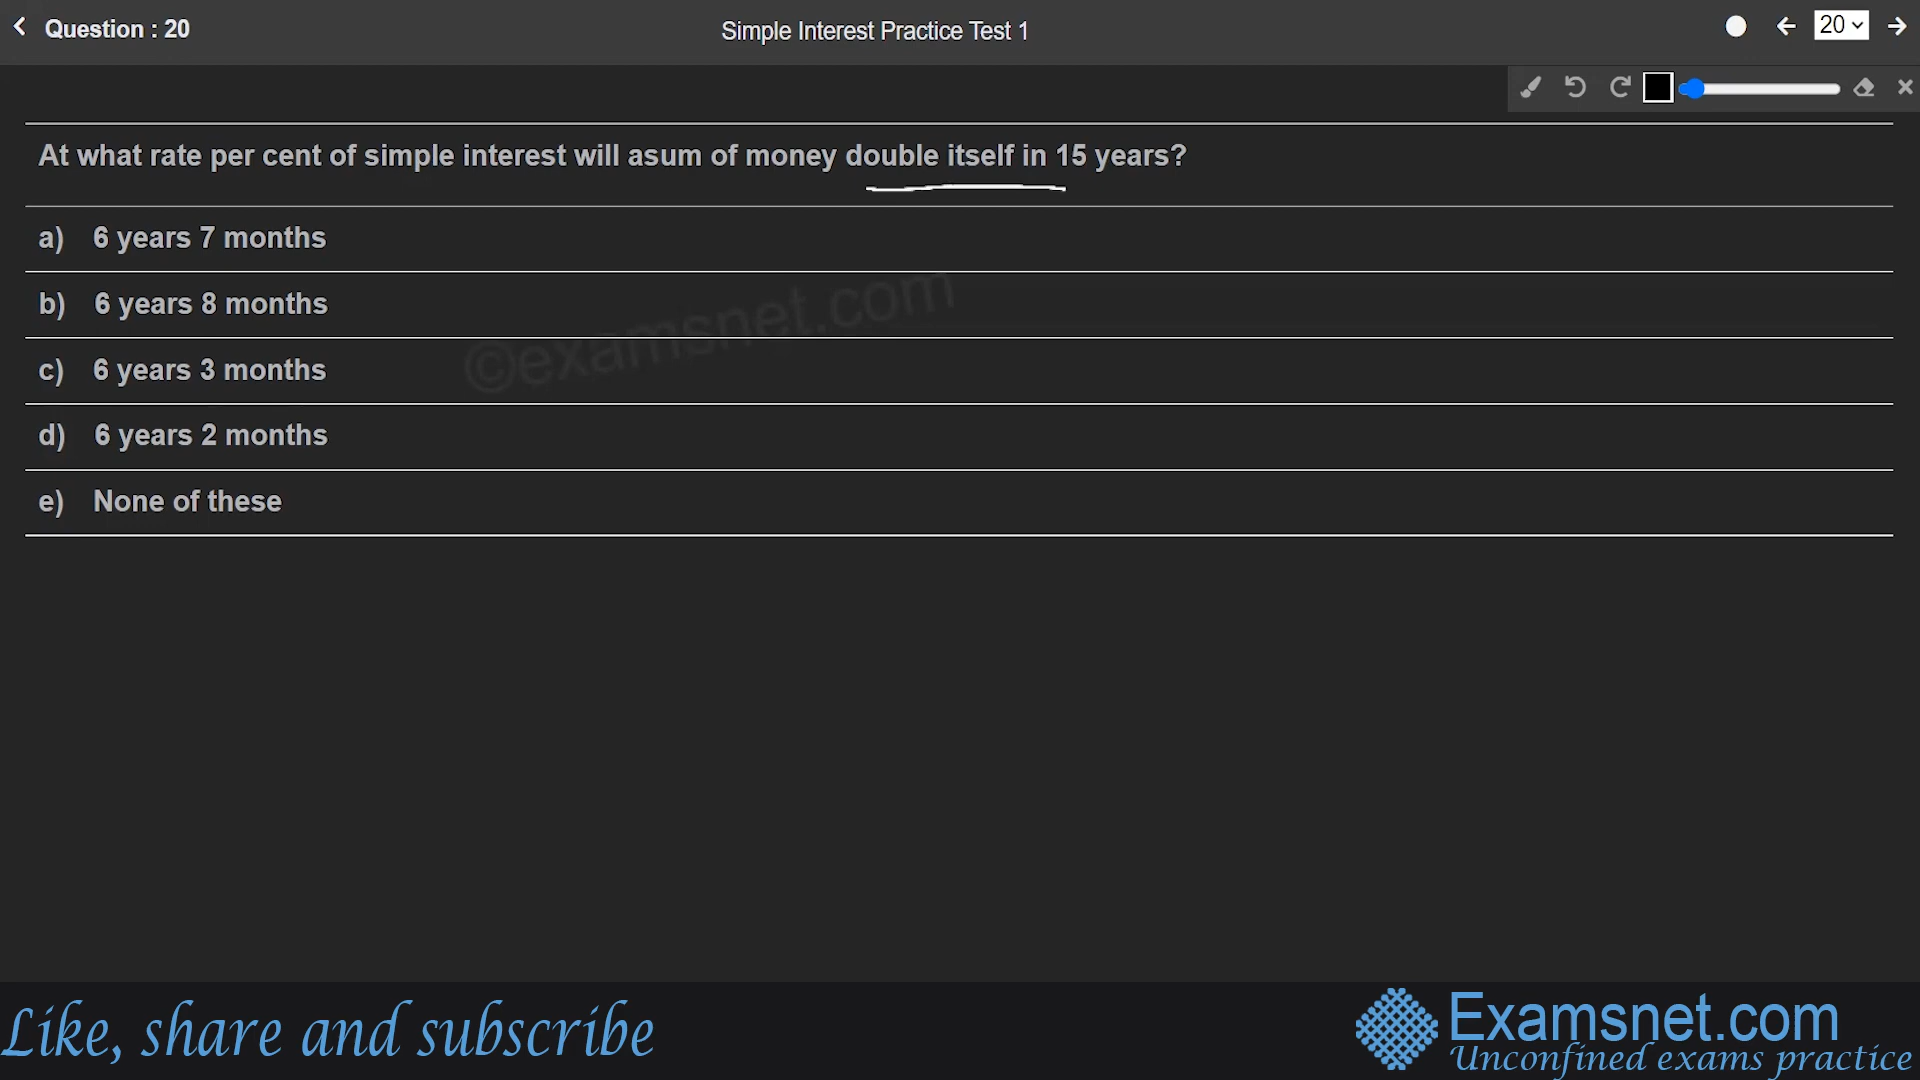 Question : 20
Simple Interest Practice Test 1
20
At what rate per cent of simple interest will asum of money double itself in 15 years?
a) 6 years 7 months
b) 6 years 8 months
c) 6 years 3 months
d) 6 years 2 months
e) None of these
©examsnet.com
Like, share and subscribe
Examsnet.com
Unconfined exams practice